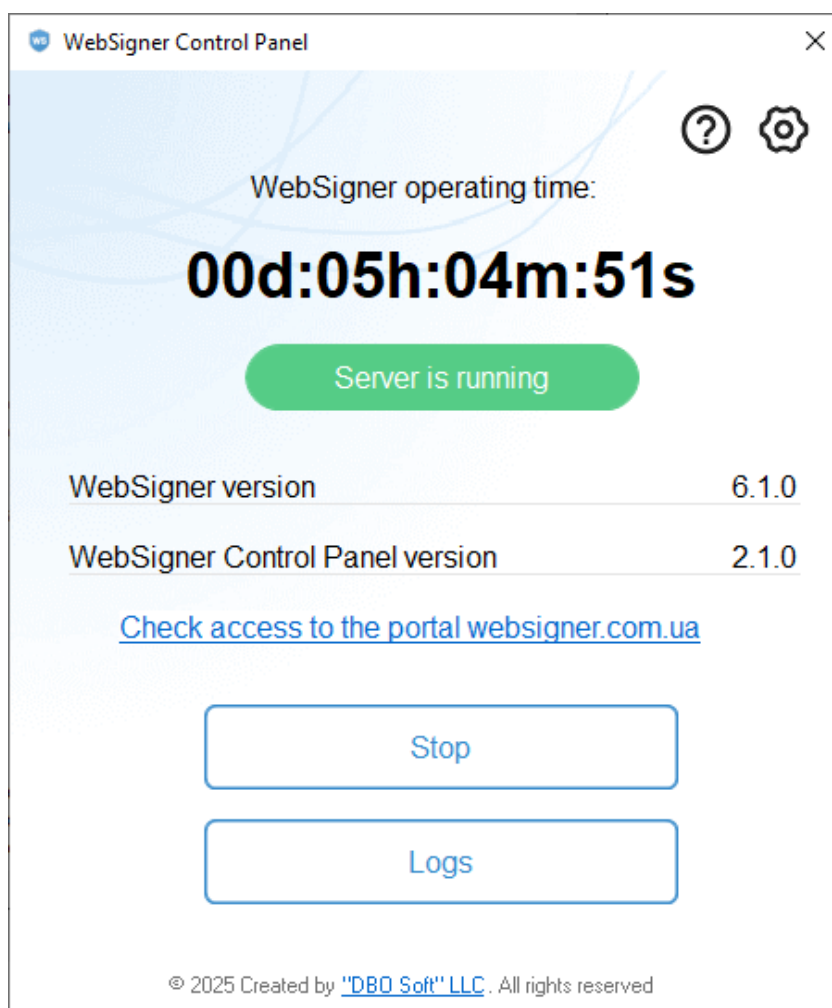 WebSigner Control Panel
WebSigner operating time:
00d:05h:04m:51s
Server is running
WebSigner version 6.1.0
WebSigner Control Panel version 2.1.0
Check access to the portal websigner.com.ua
Stop
Logs
© 2025 Created by "DBO Soft" LLC . All rights reserved